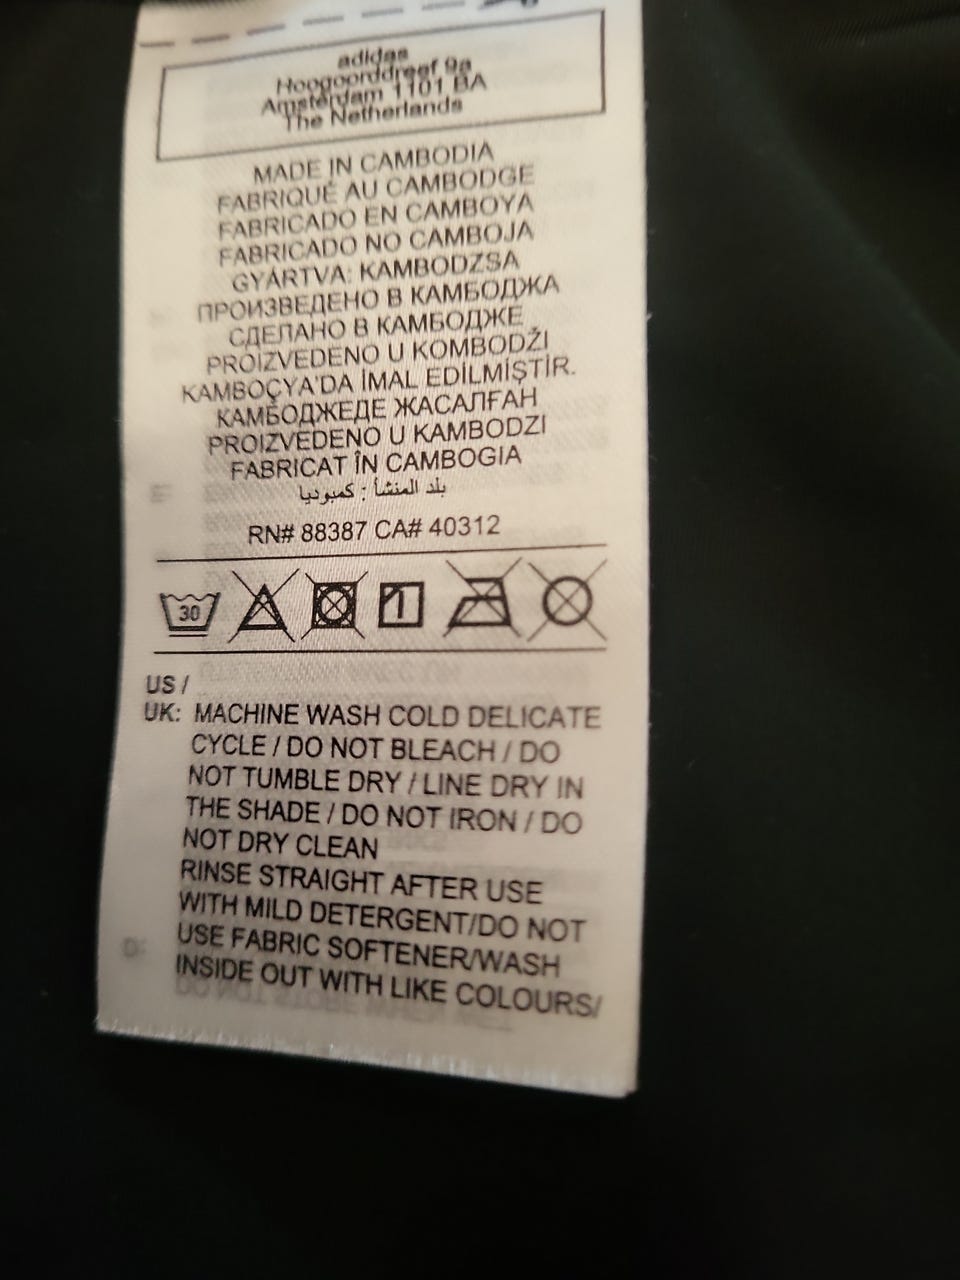 adidas
Hoogoorddreef 9a
Amsterdam 1101 BA
The Netherlands
MADE IN CAMBODIA
FABRIQUÉ AU CAMBODGE
FABRICADO EN CAMBOYA
FABRICADO NO CAMBOJA
GYÁRTVA: KAMBODZSA
ПРОИЗВЕДЕНО В КАМБОДЖА
СДЕЛАНО В КАМБОДЖЕ
PROIZVEDENO U KOMBODŽI
KAMBOÇYA'DA İMAL EDİLMİŞTİR.
КАМБОДЖЕДЕ ЖАСАЛҒАН
PROIZVEDENO U KAMBODZI
FABRICAT ÎN CAMBOGIA
بلد المنشأ : كمبوديا
RN# 88387 CA# 40312
30
US /
UK: MACHINE WASH COLD DELICATE
CYCLE / DO NOT BLEACH / DO
NOT TUMBLE DRY / LINE DRY IN
THE SHADE / DO NOT IRON / DO
NOT DRY CLEAN
RINSE STRAIGHT AFTER USE
WITH MILD DETERGENT/DO NOT
USE FABRIC SOFTENER/WASH
INSIDE OUT WITH LIKE COLOURS/